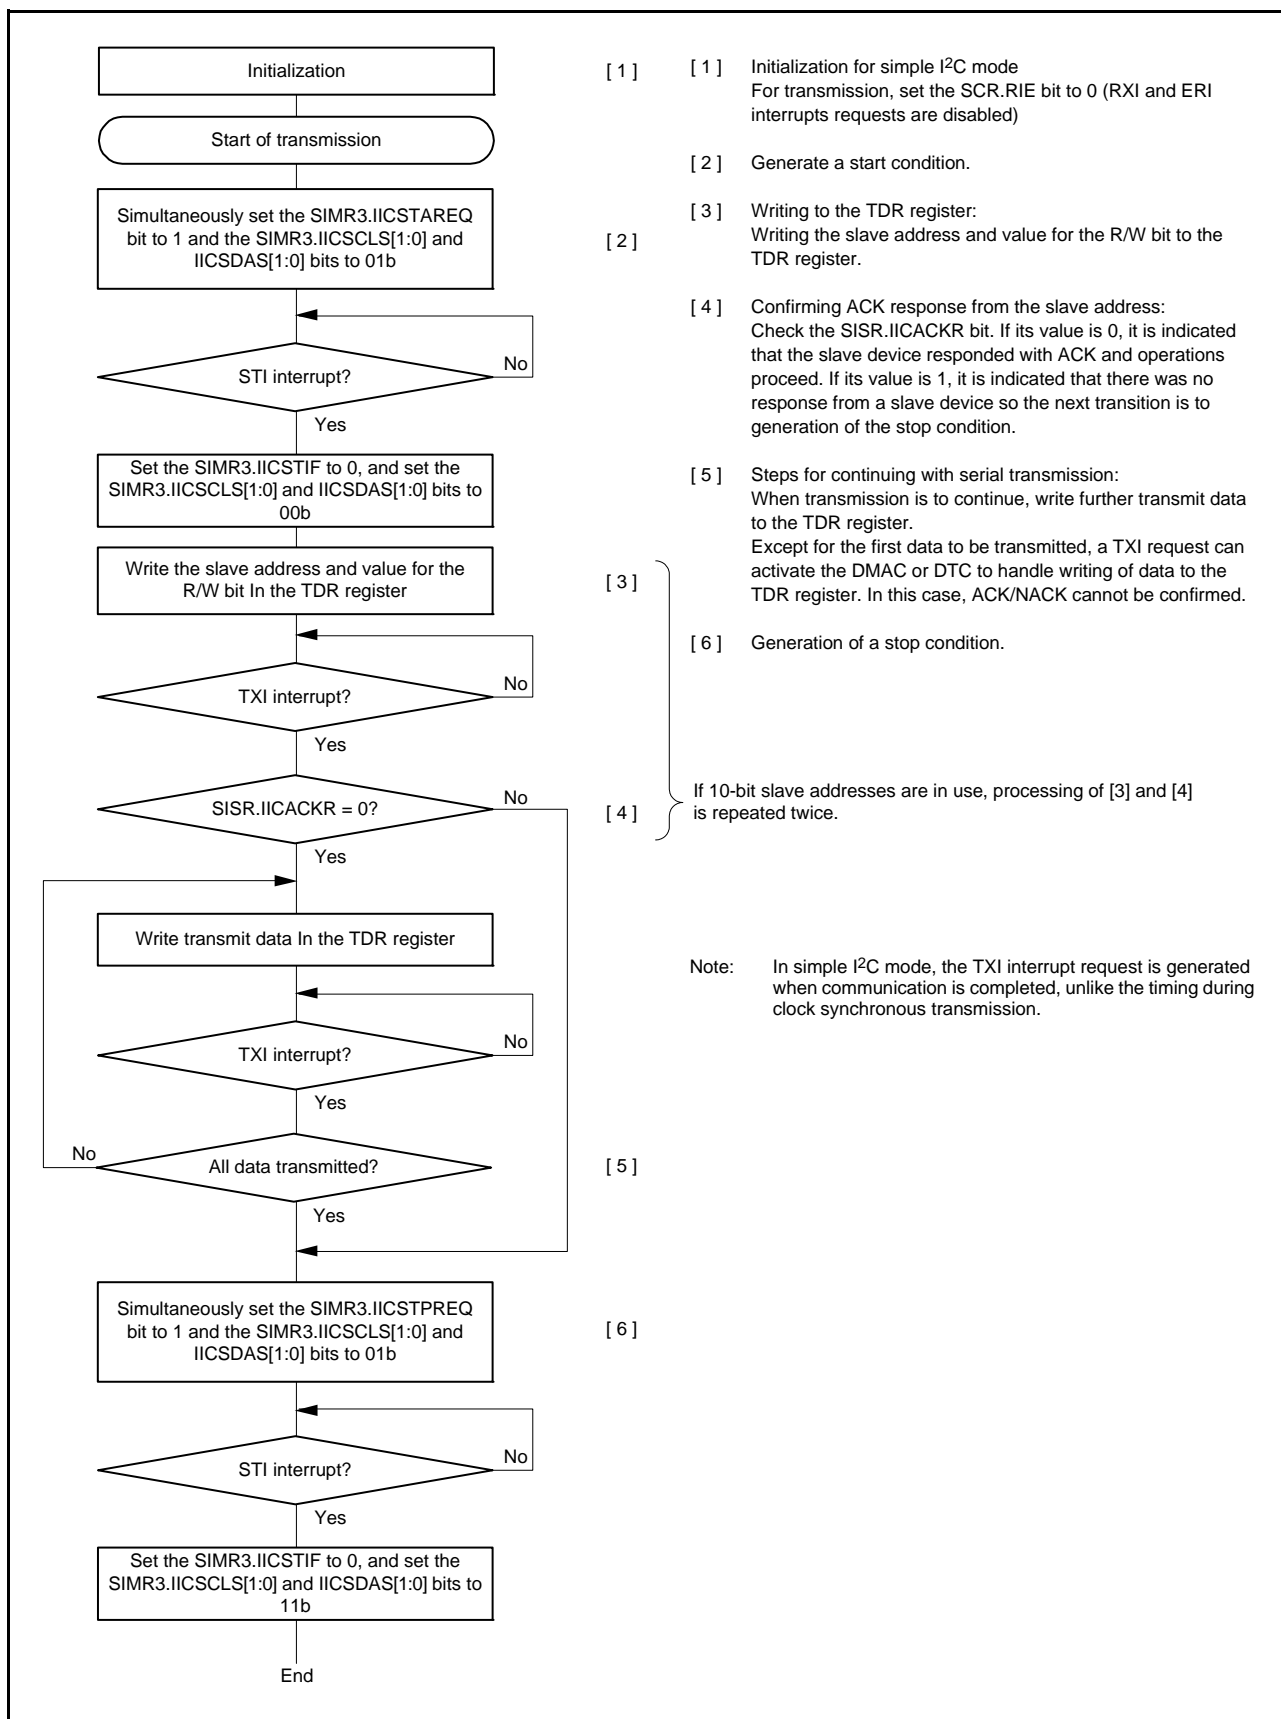 Initialization
[ 1 ]
Start of transmission
Simultaneously set the SIMR3.IICSTAREQ
bit to 1 and the SIMR3.IICSCLS[1:0] and
IICSDAS[1:0] bits to 01b
[ 2 ]
STI interrupt?
No
Yes
Set the SIMR3.IICSTIF to 0, and set the
SIMR3.IICSCLS[1:0] and IICSDAS[1:0] bits to
00b
Write the slave address and value for the
R/W bit In the TDR register
[ 3 ]
TXI interrupt?
No
Yes
SISR.IICACKR = 0?
No
[ 4 ]
Yes
Write transmit data In the TDR register
TXI interrupt?
No
Yes
No
All data transmitted?
[ 5 ]
Yes
Simultaneously set the SIMR3.IICSTPREQ
bit to 1 and the SIMR3.IICSCLS[1:0] and
IICSDAS[1:0] bits to 01b
[ 6 ]
STI interrupt?
No
Yes
Set the SIMR3.IICSTIF to 0, and set the
SIMR3.IICSCLS[1:0] and IICSDAS[1:0] bits to
11b
End
[ 1 ] Initialization for simple I2C mode
For transmission, set the SCR.RIE bit to 0 (RXI and ERI
interrupts requests are disabled)
[ 2 ] Generate a start condition.
[ 3 ] Writing to the TDR register:
Writing the slave address and value for the R/W bit to the
TDR register.
[ 4 ] Confirming ACK response from the slave address:
Check the SISR.IICACKR bit. If its value is 0, it is indicated
that the slave device responded with ACK and operations
proceed. If its value is 1, it is indicated that there was no
response from a slave device so the next transition is to
generation of the stop condition.
[ 5 ] Steps for continuing with serial transmission:
When transmission is to continue, write further transmit data
to the TDR register.
Except for the first data to be transmitted, a TXI request can
activate the DMAC or DTC to handle writing of data to the
TDR register. In this case, ACK/NACK cannot be confirmed.
[ 6 ] Generation of a stop condition.
If 10-bit slave addresses are in use, processing of [3] and [4]
is repeated twice.
Note: In simple I2C mode, the TXI interrupt request is generated
when communication is completed, unlike the timing during
clock synchronous transmission.